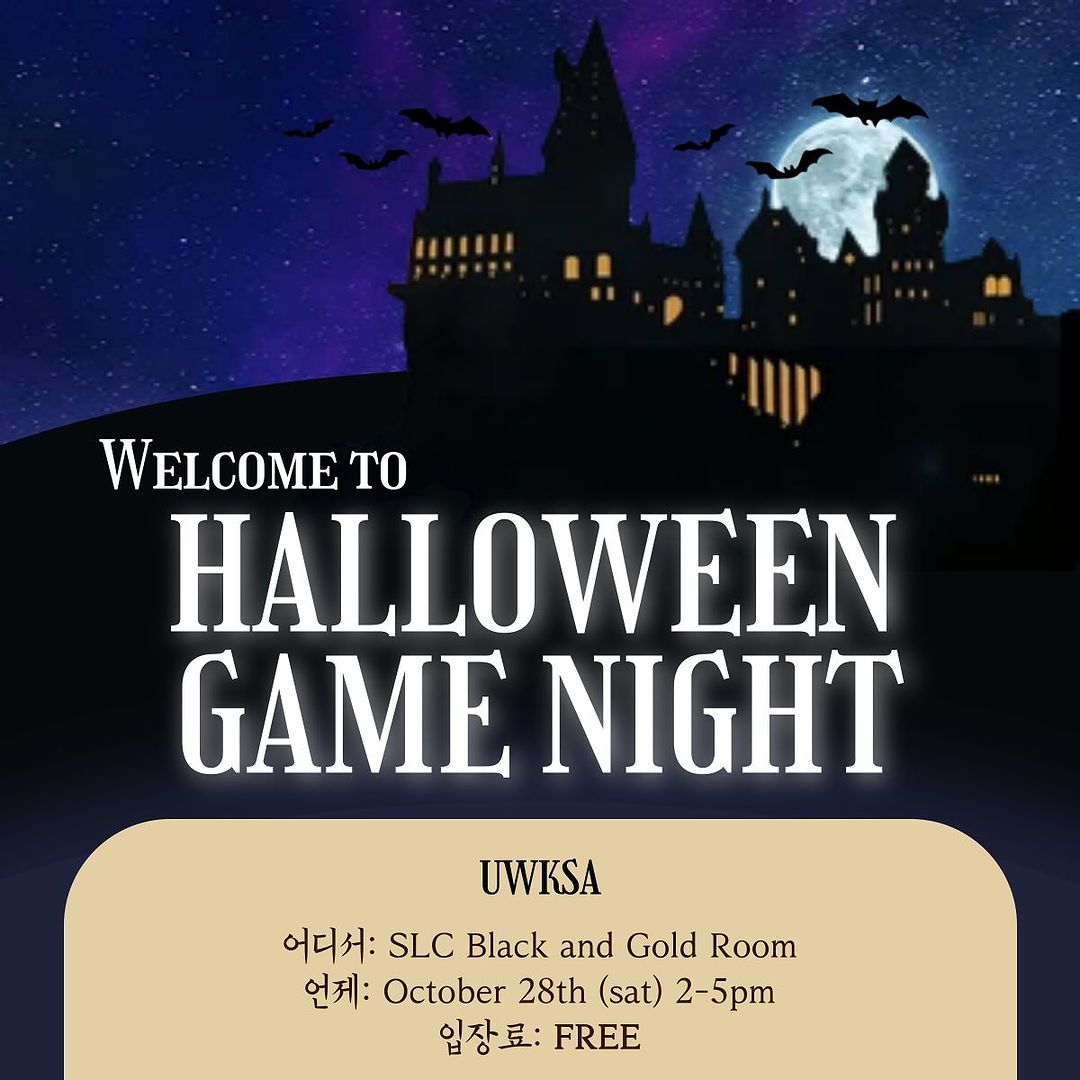 WELCOME TO
HALLOWEEN
GAME NIGHT
UWKSA
어디서: SLC Black and Gold Room
언제: October 28th (sat) 2-5pm
입장료: FREE